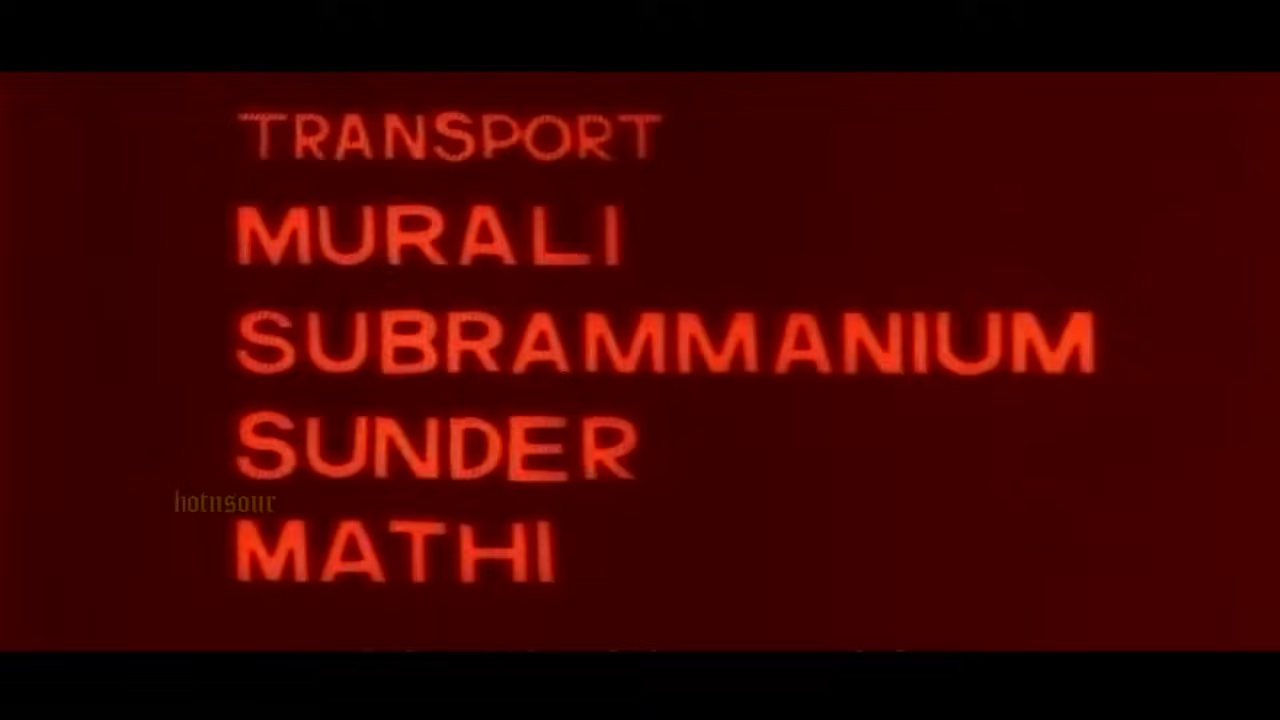 TRANSPORT
MURALI
SUBRAMMANIUM
SUNDER
hotnsour
MATHI